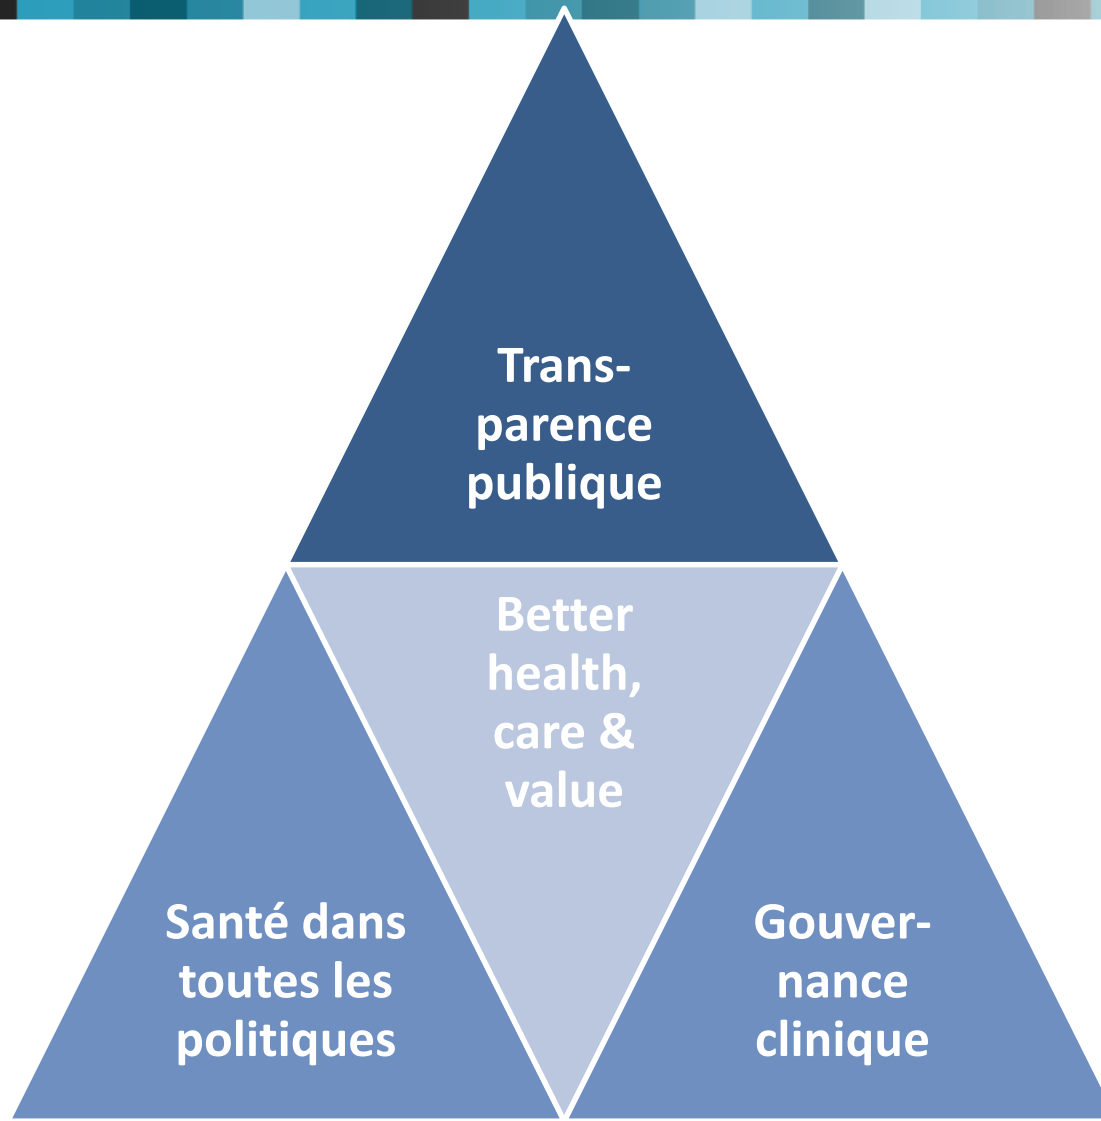 Trans-
parence
publique
Better
health,
care &
value
Santé dans
toutes les
politiques
Gouver-
nance
clinique